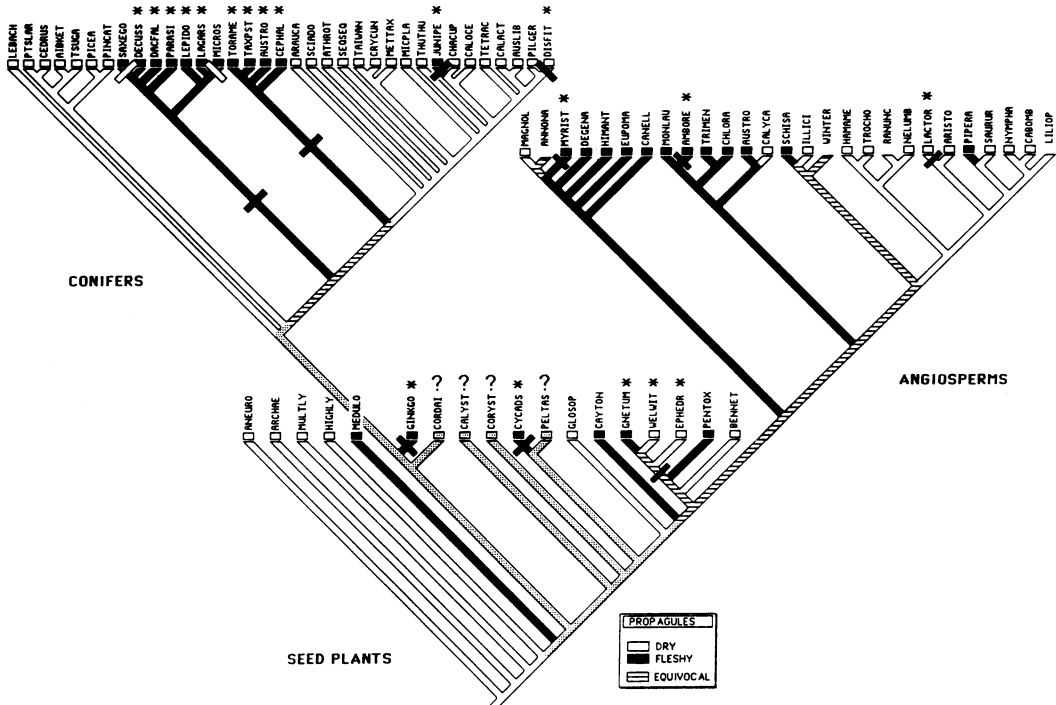 LEBACH PTSLAR CEDRUS AIBKET TSUGA PICEA PINCAT SAXEGO DECUSS* DACFAL* PARASI* LEPIDO* LAGARS* MICROS TORAME* TAXPST* AUSTRO* CEPHAL* ARAUCA SCIADO ATHROT SEQSEQ TAIWAN CRYCUN METTAX MICPLA THUTHU JUNIPE* CHACUP CALOCE TETRAC CALACT AUSLIB PILGER DISFIT*
MAGNOL ANNONA MYRIST* DEGENA HIMANT EUPOMA CANELL MONLAU AMBORE* TRIMEN CHLORA AUSTRO CALYCA SCHISA ILLICI WINTER HAMAME TROCHO RANUNC NELUMB LACTOR* ARISTO PIPERA SAURUR NYMPHA CABOMB LILIOP
CONIFERS
ANGIOSPERMS
ANEURO ARCHAE MULTLY HIGHLY MEDULO GINKGO* CORDAI? CALYST? CORYST? CYCADS* PELTAS? GLOSOP CAYTON GNETUM* WELWIT* EPHEDR* PENTOX BENNET
SEED PLANTS
PROPAGULES
DRY
FLESHY
EQUIVOCAL